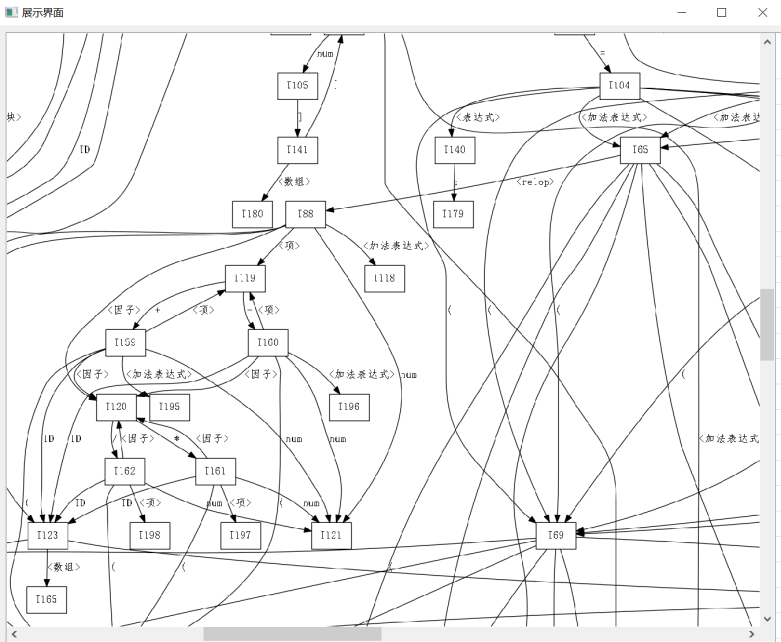 展示界面
num
=
I105
I104
块>
]
<表达式>
<加法表达式>
<加法表
ID
I141
I140
I65
<数组>
;
<relop>
I180
I88
I179
<项>
<加法表达式>
I119
I118
<因子>
+
<项>
-
<项>
(
(
(
I159
I160
<因子>
<加法表达式>
<因子>
<加法表达式>
num
(
I120
I195
I196
ID
ID
/
<因子>
*
<因子>
num
num
<加法表达式
I162
I161
(
ID
ID
<项>
num
<项>
(
num
I123
I198
I197
I121
I69
<数组>
(
(
I165